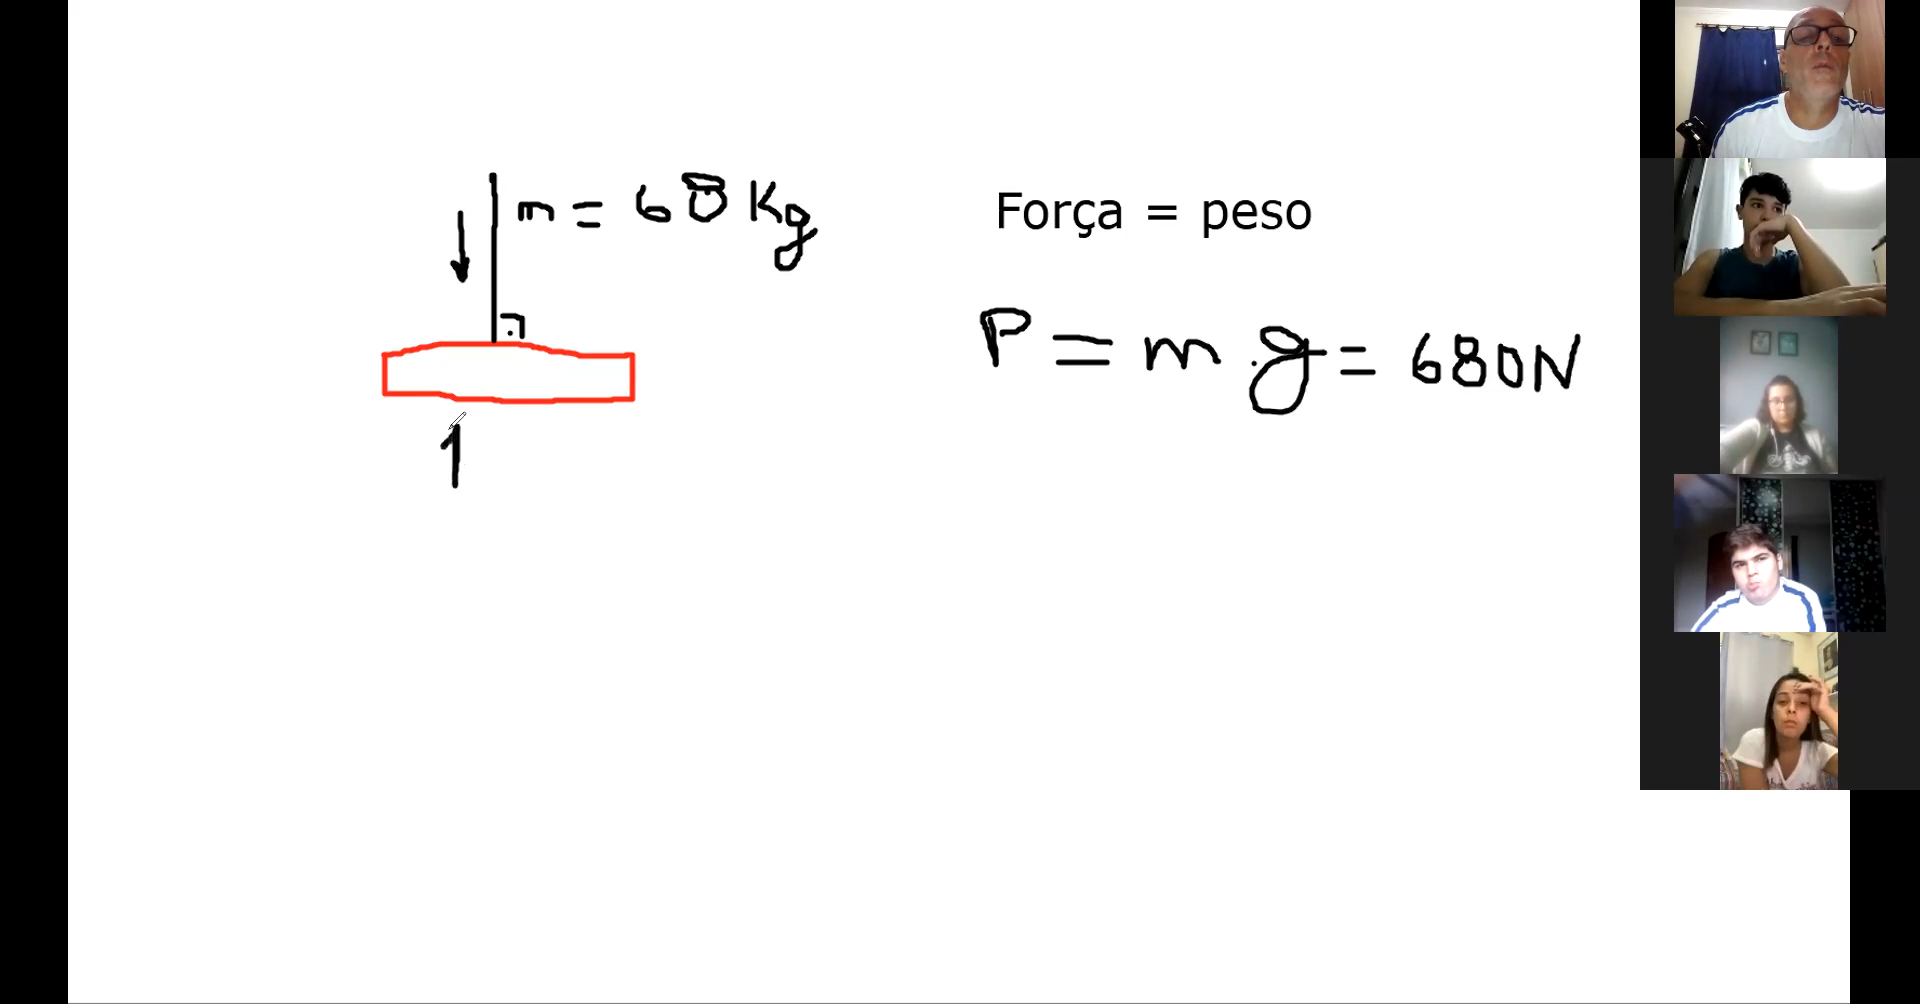 m = 68 Kg
Força = peso
P = m . g = 680N
1